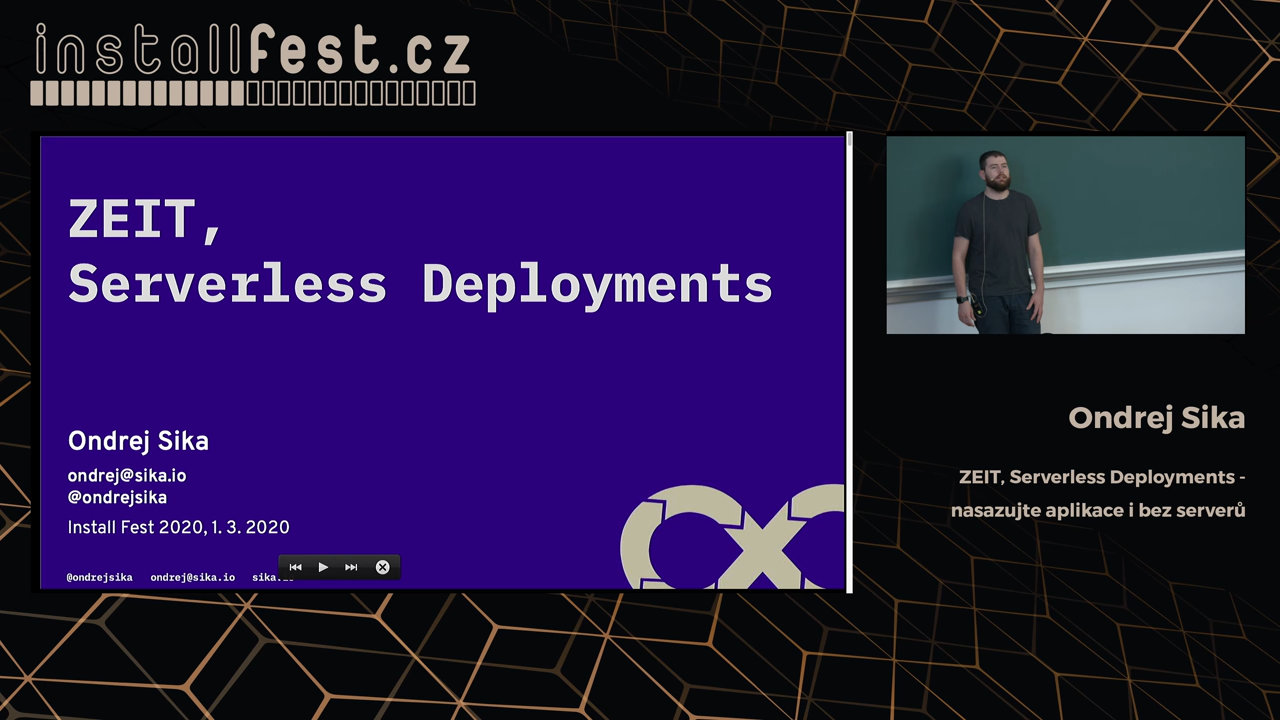 installfest.cz
ZEIT,
Serverless Deployments
Ondrej Sika
ondrej@sika.io
@ondrejsika
Install Fest 2020, 1. 3. 2020
@ondrejsika ondrej@sika.io
Ondrej Sika
ZEIT, Serverless Deployments -
nasazujte aplikace i bez serverů